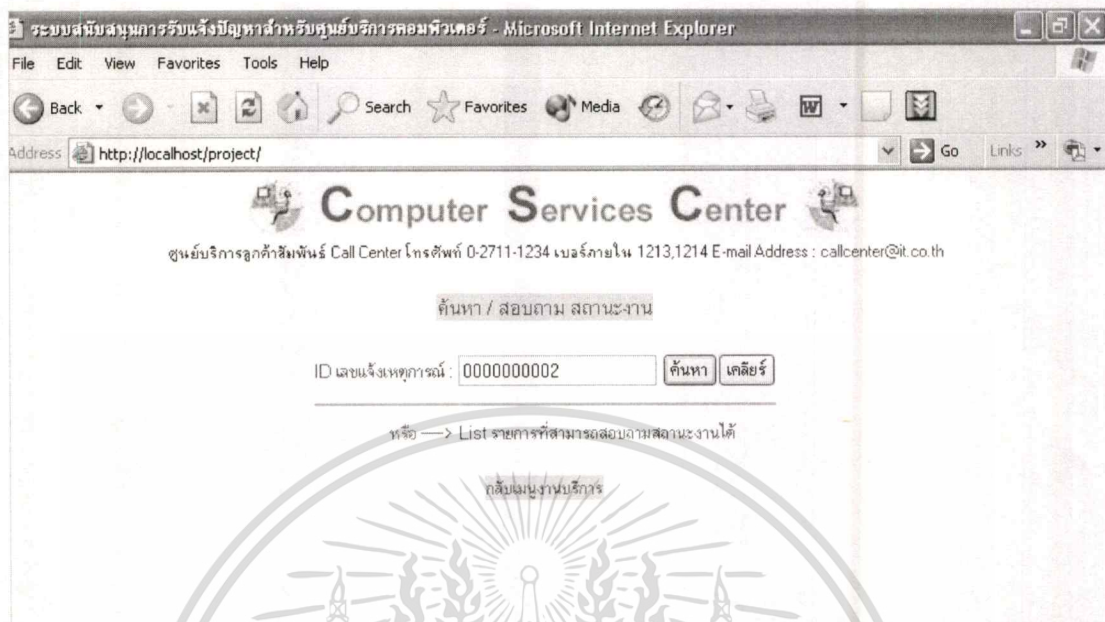 ระบบสนับสนุนการรับแจ้งปัญหาสำหรับศูนย์บริการคอมพิวเตอร์ - Microsoft Internet Explorer
File Edit View Favorites Tools Help
Back Search Favorites Media
Address http://localhost/project/ Go Links »
Computer Services Center
ศูนย์บริการลูกค้าสัมพันธ์ Call Center โทรศัพท์ 0-2711-1234 เบอร์ภายใน 1213,1214 E-mail Address : callcenter@it.co.th
ค้นหา / สอบถาม สถานะงาน
ID เลขแจ้งเหตุการณ์ : 0000000002 ค้นหา เคลียร์
หรือ ----> List รายการที่สามารถสอบถามสถานะงานได้
กลับเมนูงานบริการ